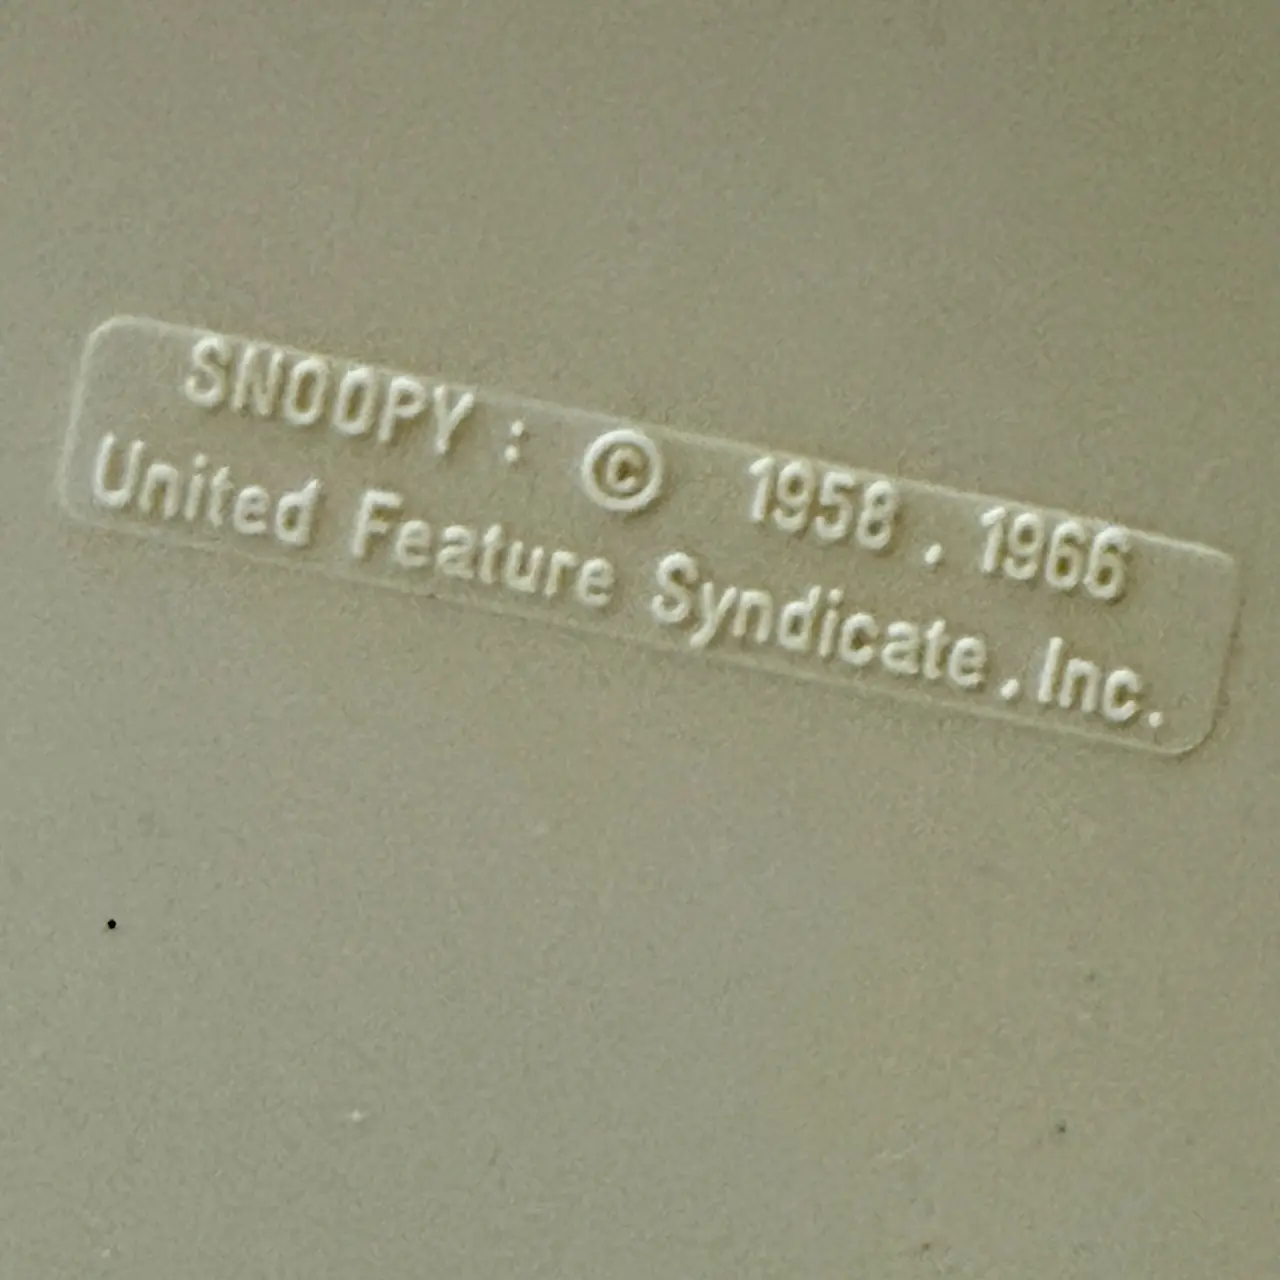 SNOOPY : © 1958 . 1966
United Feature Syndicate . Inc.